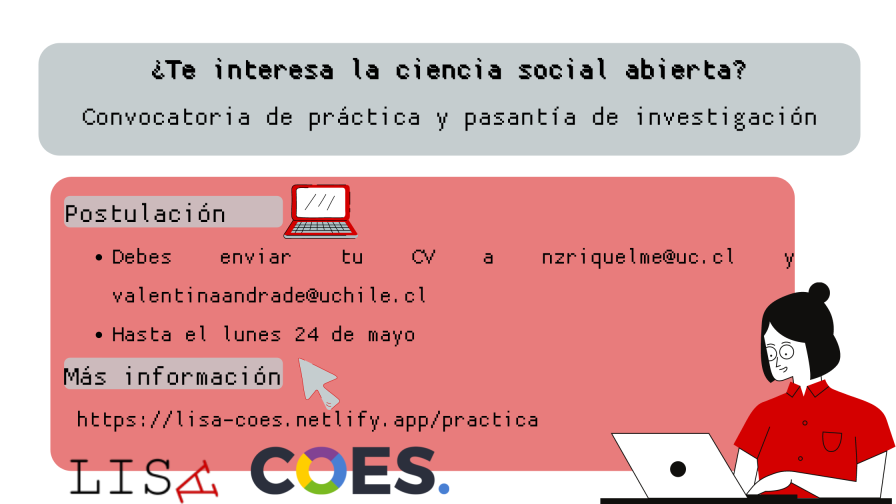 ¿Te interesa la ciencia social abierta?
Convocatoria de práctica y pasantía de investigación
Postulación
• Debes enviar tu CV a nzriquelme@uc.cl y
valentinaandrade@uchile.cl
• Hasta el lunes 24 de mayo
Más información
https://lisa-coes.netlify.app/practica
LISA COES.